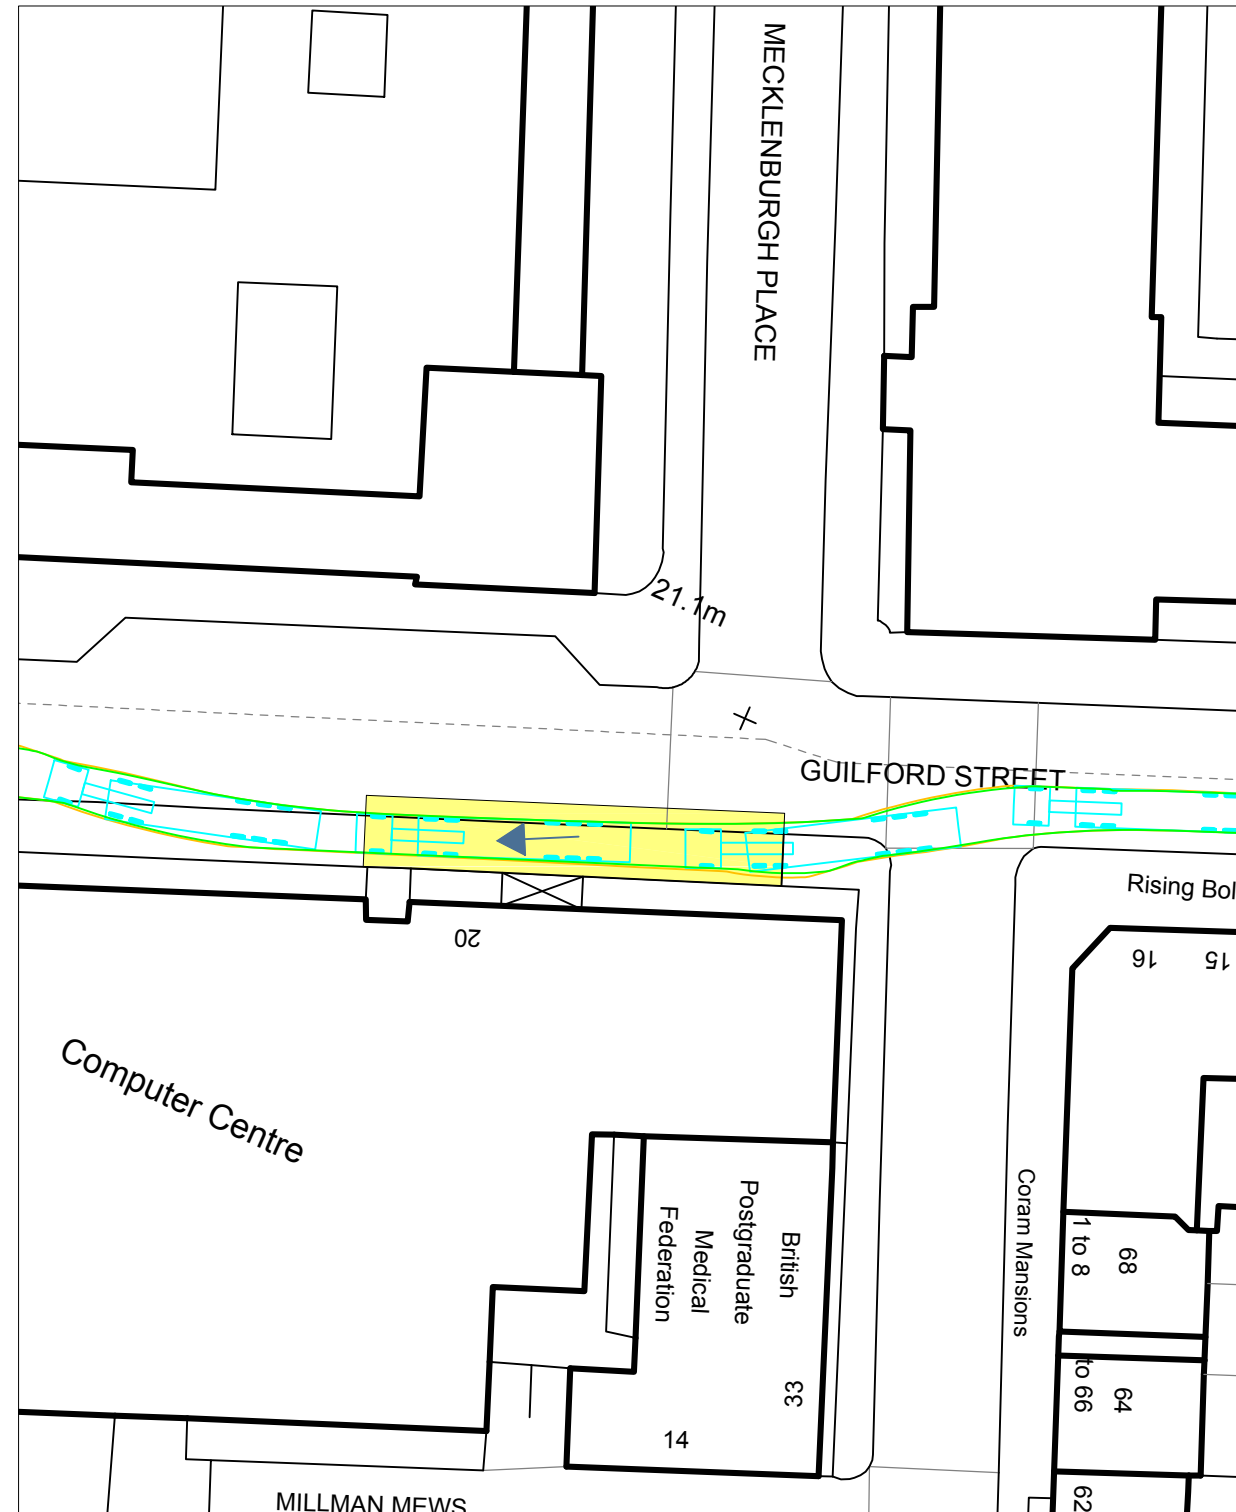 MECKLENBURGH PLACE
21.1m
GUILFORD STREET
Rising Bol
20
16
15
Computer Centre
British
Postgraduate
Medical
Federation
33
14
Coram Mansions
1 to 8
68
to 66
64
62
MILLMAN MEWS